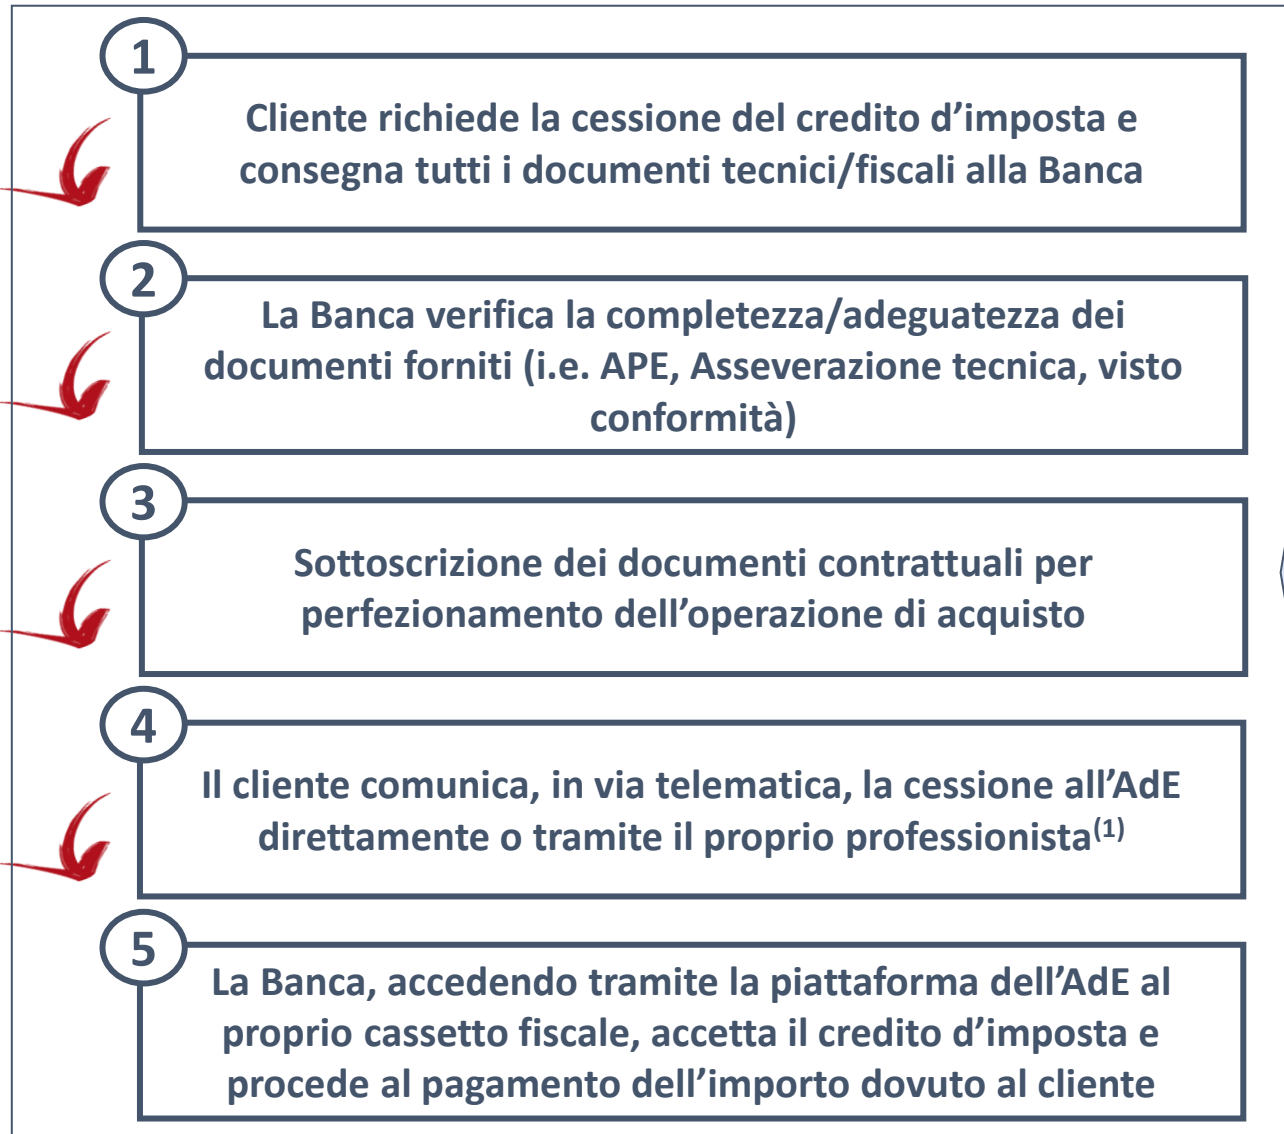 1
Cliente richiede la cessione del credito d’imposta e
consegna tutti i documenti tecnici/fiscali alla Banca
2
La Banca verifica la completezza/adeguatezza dei
documenti forniti (i.e. APE, Asseverazione tecnica, visto
conformità)
3
Sottoscrizione dei documenti contrattuali per
perfezionamento dell’operazione di acquisto
4
Il cliente comunica, in via telematica, la cessione all’AdE
direttamente o tramite il proprio professionista(1)
5
La Banca, accedendo tramite la piattaforma dell’AdE al
proprio cassetto fiscale, accetta il credito d’imposta e
procede al pagamento dell’importo dovuto al cliente